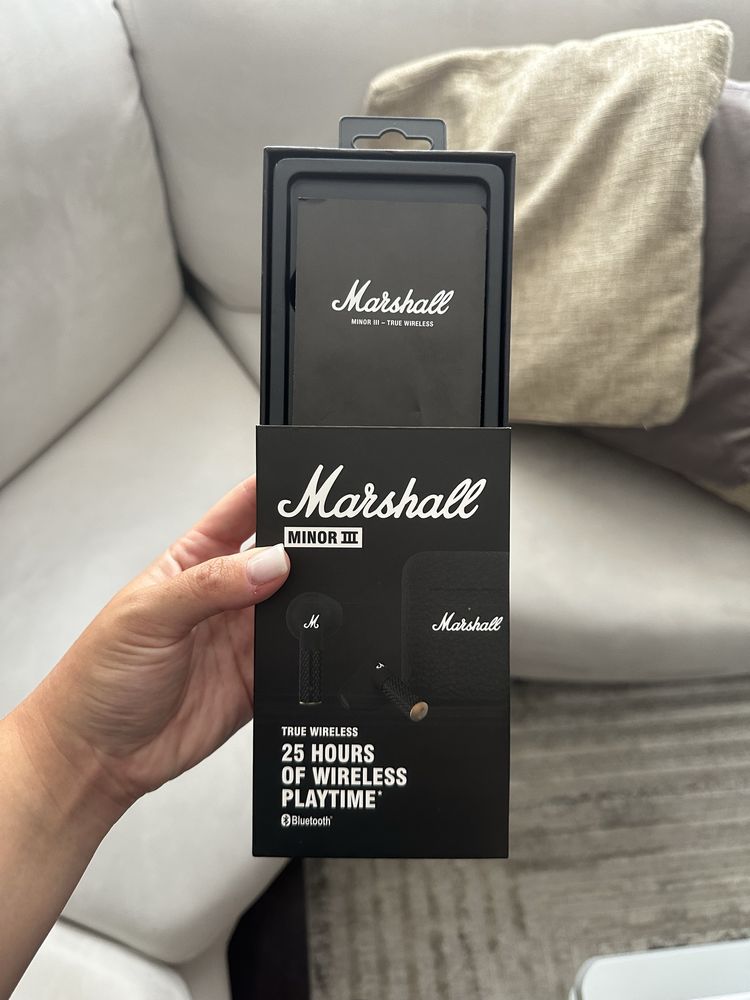 Marshall
MINOR III – TRUE WIRELESS
Marshall
MINOR III
M
Marshall
TRUE WIRELESS
25 HOURS
OF WIRELESS
PLAYTIME*
Bluetooth®